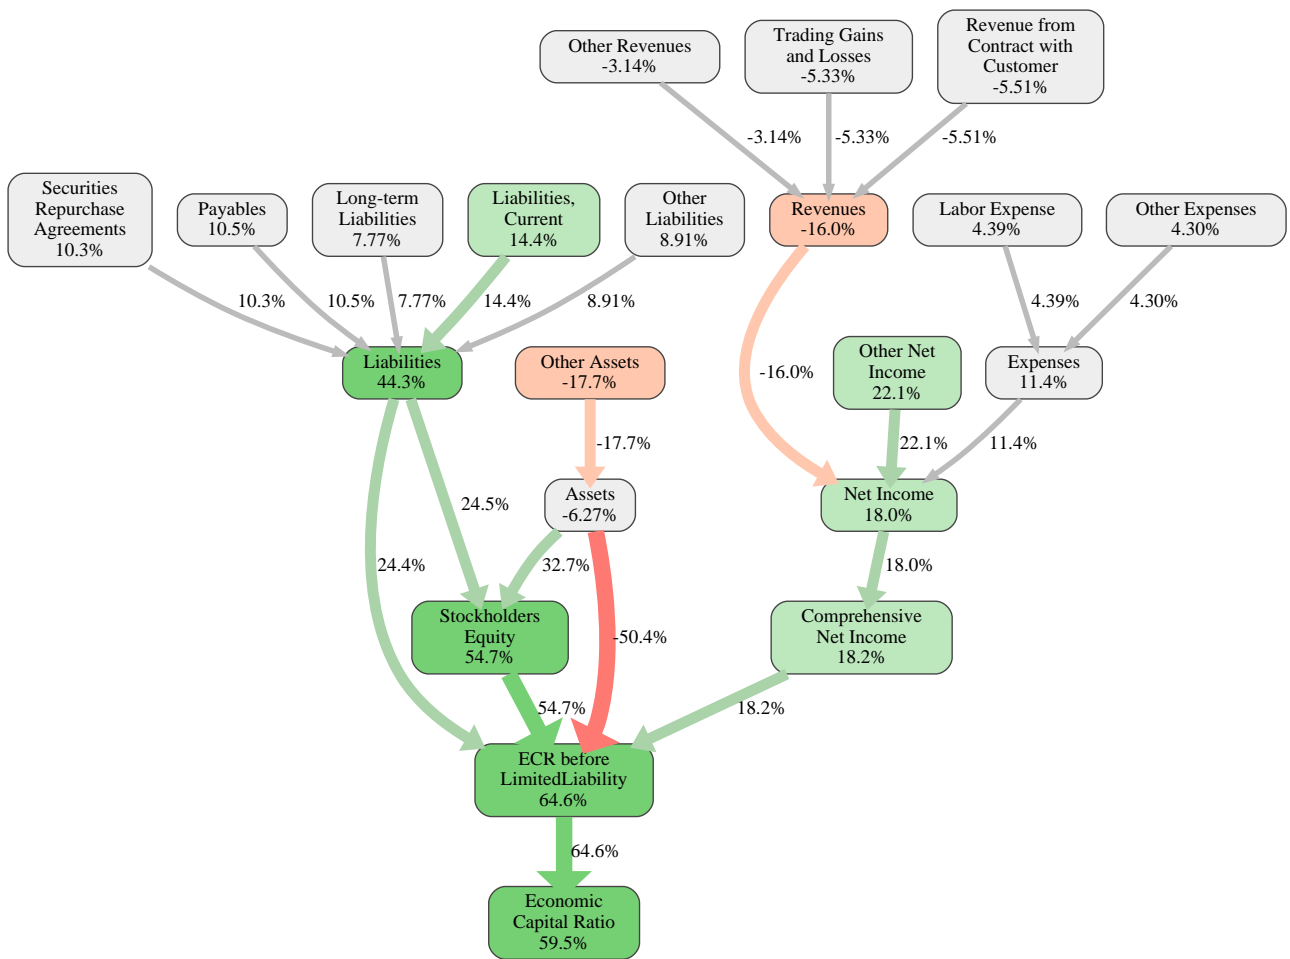 Other Revenues
-3.14%
Trading Gains
and Losses
-5.33%
Revenue from
Contract with
Customer
-5.51%
-3.14%
-5.33%
-5.51%
Securities
Repurchase
Agreements
10.3%
Payables
10.5%
Long-term
Liabilities
7.77%
Liabilities,
Current
14.4%
Other
Liabilities
8.91%
Revenues
-16.0%
Labor Expense
4.39%
Other Expenses
4.30%
10.3%
10.5%
7.77%
14.4%
8.91%
4.39%
4.30%
Liabilities
44.3%
Other Assets
-17.7%
-16.0%
Other Net
Income
22.1%
Expenses
11.4%
-17.7%
22.1%
11.4%
24.5%
Assets
-6.27%
Net Income
18.0%
24.4%
32.7%
18.0%
Stockholders
Equity
54.7%
-50.4%
Comprehensive
Net Income
18.2%
54.7%
18.2%
ECR before
LimitedLiability
64.6%
64.6%
Economic
Capital Ratio
59.5%